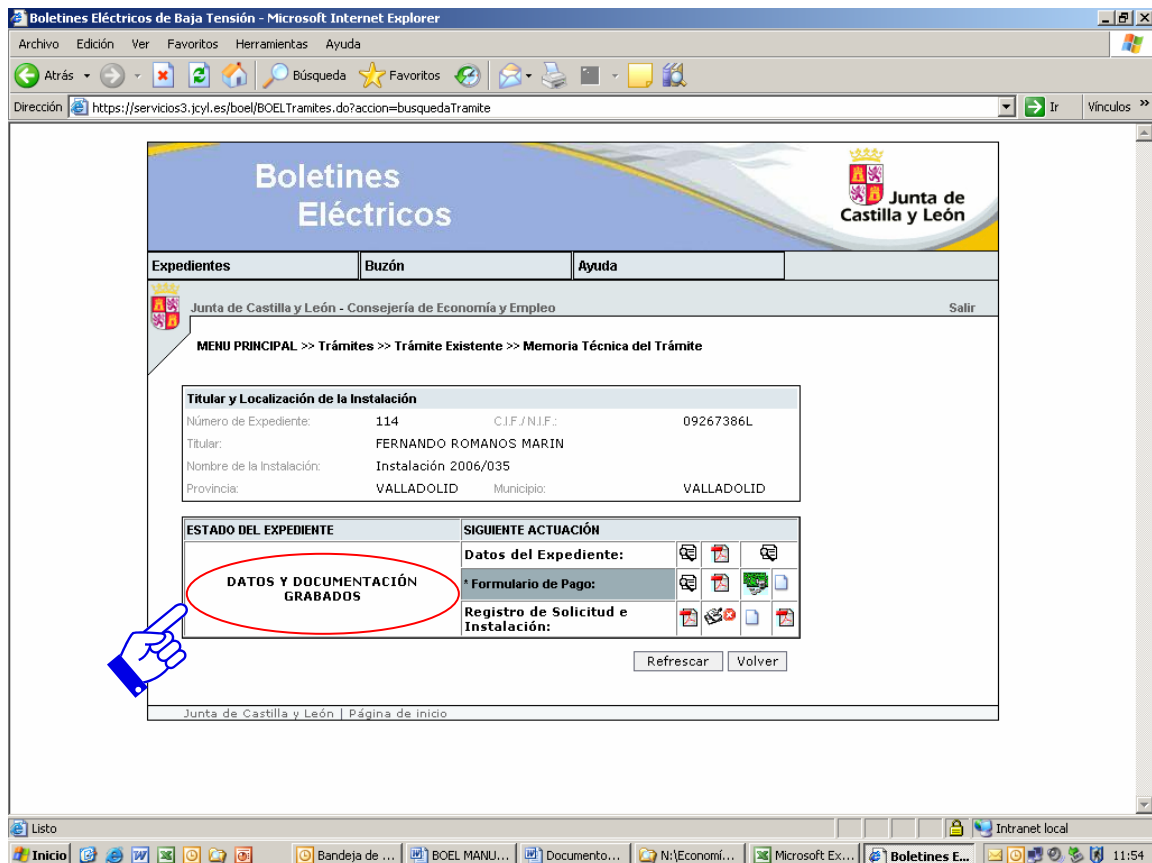 Boletines Eléctricos de Baja Tensión - Microsoft Internet Explorer
Archivo Edición Ver Favoritos Herramientas Ayuda
Atrás Búsqueda Favoritos
Dirección https://servicios3.jcyl.es/boel/BOELTramites.do?accion=busquedaTramite Ir Vínculos »
Boletines
Eléctricos
Junta de
Castilla y León
Expedientes Buzón Ayuda
Junta de Castilla y León - Consejería de Economía y Empleo Salir
MENU PRINCIPAL >> Trámites >> Trámite Existente >> Memoria Técnica del Trámite
Titular y Localización de la Instalación
Número de Expediente: 114 C.I.F./N.I.F.: 09267386L
Titular: FERNANDO ROMANOS MARIN
Nombre de la Instalación: Instalación 2006/035
Provincia: VALLADOLID Municipio: VALLADOLID
ESTADO DEL EXPEDIENTE SIGUIENTE ACTUACIÓN
Datos del Expediente:
DATOS Y DOCUMENTACIÓN
GRABADOS
* Formulario de Pago:
Registro de Solicitud e
Instalación:
Refrescar Volver
Junta de Castilla y León | Página de inicio
Listo Intranet local
Inicio Bandeja de ... BOEL MANU... Documento... N:\Economí... Microsoft Ex... Boletines E... 11:54